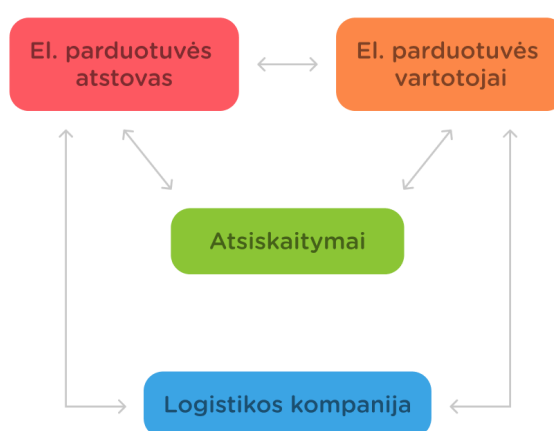 El. parduotuvės
atstovas
El. parduotuvės
vartotojai
Atsiskaitymai
Logistikos kompanija